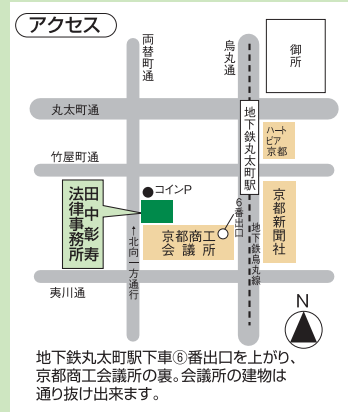 アクセス
両替町通
烏丸通
御所
丸太町通
地下鉄丸太町駅
ハートピア京都
竹屋町通
コインP
田中彰寿
法律事務所
6番出口
京都新聞社
京都商工
会議所
↑北向一方通行
地下鉄烏丸線
夷川通
N
地下鉄丸太町駅下車⑥番出口を上がり、
京都商工会議所の裏。会議所の建物は
通り抜け出来ます。